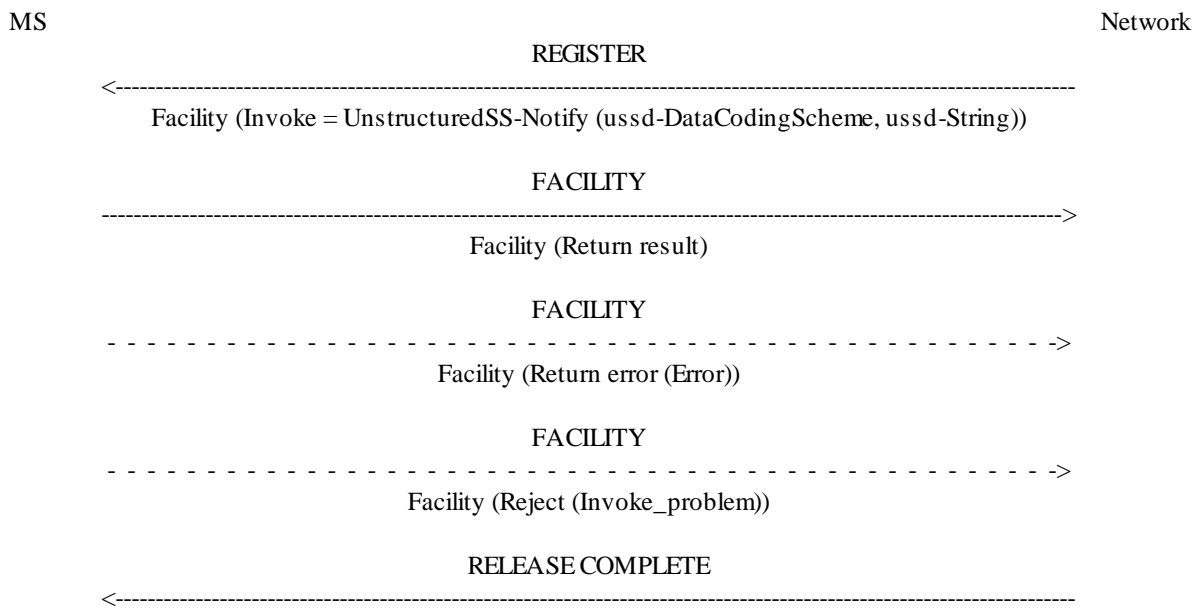 MS Network
REGISTER
<------------------------------------------------------------------------------------------------------------------------
Facility (Invoke = UnstructuredSS-Notify (ussd-DataCodingScheme, ussd-String))
FACILITY
------------------------------------------------------------------------------------------------------------------------>
Facility (Return result)
FACILITY
- - - - - - - - - - - - - - - - - - - - - - - - - - - - - - - - - - - - - - - - - - - - - - - ->
Facility (Return error (Error))
FACILITY
- - - - - - - - - - - - - - - - - - - - - - - - - - - - - - - - - - - - - - - - - - - - - - - ->
Facility (Reject (Invoke_problem))
RELEASE COMPLETE
<------------------------------------------------------------------------------------------------------------------------